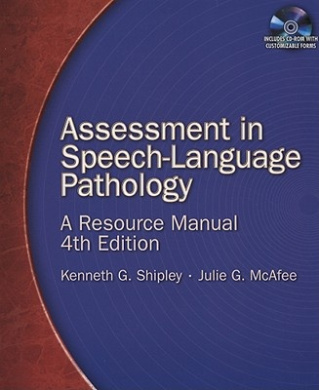 INCLUDES CD-ROM WITH
CUSTOMIZABLE FORMS
Assessment in
Speech-Language
Pathology
A Resource Manual
4th Edition
Kenneth G. Shipley · Julie G. McAfee